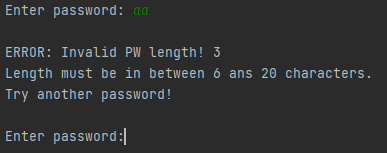 Enter password: aa
ERROR: Invalid PW length! 3
Length must be in between 6 ans 20 characters.
Try another password!
Enter password: